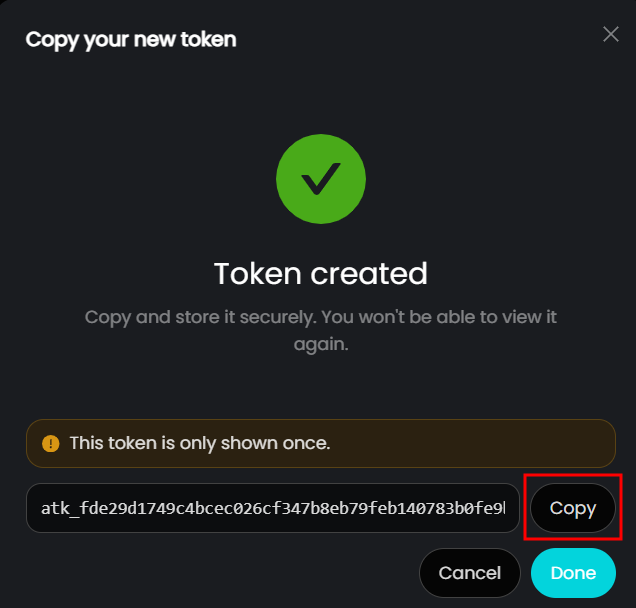 Copy your new token
Token created
Copy and store it securely. You won't be able to view it
again.
This token is only shown once.
atk_fde29d1749c4bcec026cf347b8eb79feb140783b0fe9
Copy
Cancel
Done